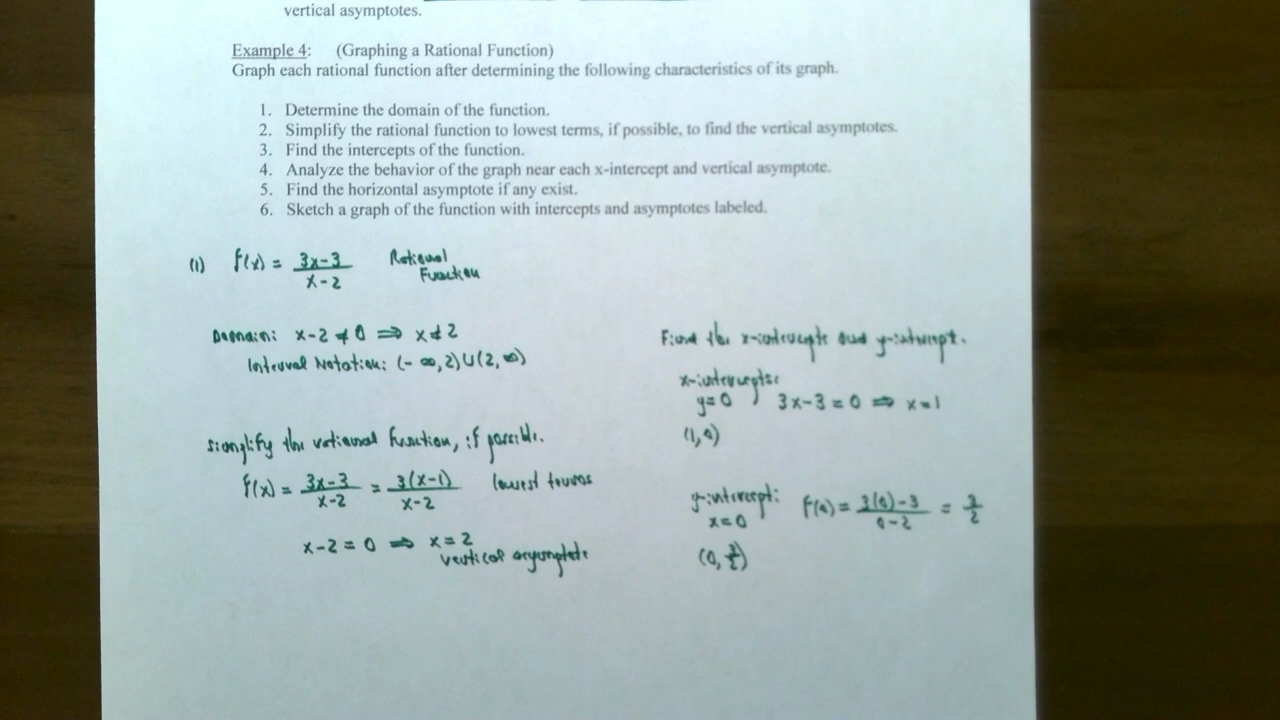 vertical asymptotes.
Example 4: (Graphing a Rational Function)
Graph each rational function after determining the following characteristics of its graph.
1. Determine the domain of the function.
2. Simplify the rational function to lowest terms, if possible, to find the vertical asymptotes.
3. Find the intercepts of the function.
4. Analyze the behavior of the graph near each x-intercept and vertical asymptote.
5. Find the horizontal asymptote if any exist.
6. Sketch a graph of the function with intercepts and asymptotes labeled.
(1) f(x) = (3x-3)/(x-2) Rational
Function
Domain: x-2 ≠ 0 ⇒ x ≠ 2
Interval Notation: (-∞,2)∪(2,∞)
Simplify the rational function, if possible.
f(x) = (3x-3)/(x-2) = 3(x-1)/(x-2) lowest terms
x-2 = 0 ⇒ x = 2
vertical asymptote
Find the x-intercepts and y-intercept.
x-intercepts:
y=0, 3x-3 = 0 ⇒ x = 1
(1,0)
y-intercept: f(0) = (3(0)-3)/(0-2) = 3/2
x=0
(0, 3/2)